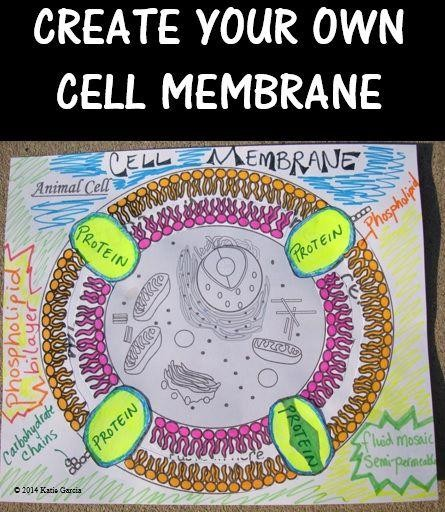 CREATE YOUR OWN
CELL MEMBRANE
CELL MEMBRANE
Animal Cell
Phospholipid
PROTEIN
PROTEIN
phospholipid
bilayer
PROTEIN
PROTEIN
Carbohydrate
chains
fluid mosaic
Semi-permeable
© 2014 Katie Garcia